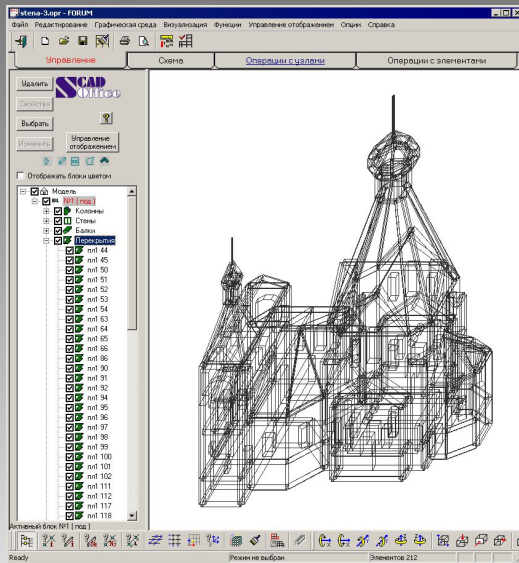 stena-3.opr - FORUM
Файл Редактирование Графическая среда Визуализация Функции Управление отображением Опции Справка
Управление Схема Операции с узлами Операции с элементами
Удалить
SCAD Office
Свойства
Выбрать
Изменить
Управление отображением
Отображать блоки цветом
Модель
№1 ( под )
Колонны
Стены
Балки
Перекрытия
пл1 44
пл1 45
пл1 50
пл1 51
пл1 52
пл1 53
пл1 54
пл1 63
пл1 64
пл1 65
пл1 66
пл1 86
пл1 90
пл1 91
пл1 92
пл1 94
пл1 95
пл1 96
пл1 97
пл1 98
пл1 99
пл1 100
пл1 101
пл1 102
пл1 111
пл1 112
пл1 117
пл1 118
Активный блок №1 ( под )
Ready Режим не выбран Элементов 212